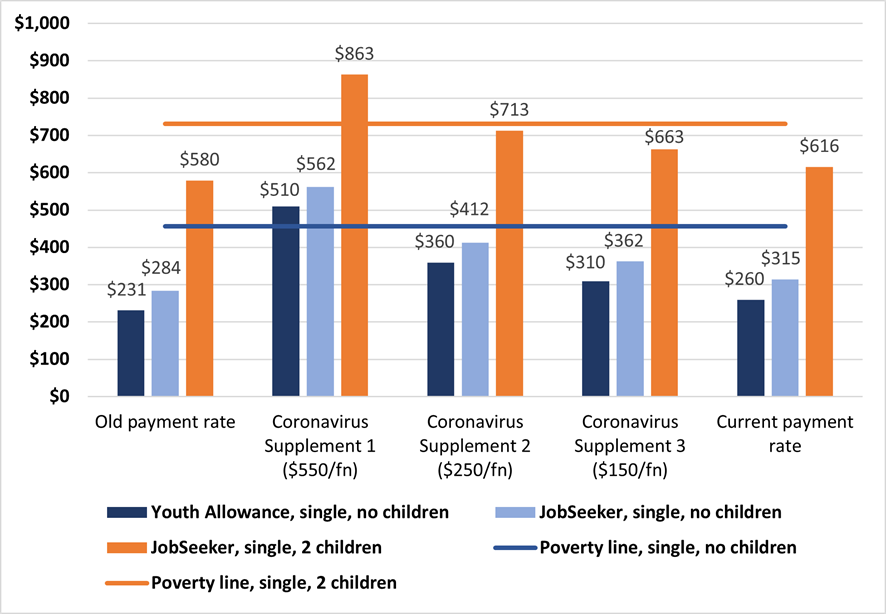 $1,000
$900
$800
$700
$600
$500
$400
$300
$200
$100
$0
$231
$284
$580
$510
$562
$863
$360
$412
$713
$310
$362
$663
$260
$315
$616
Old payment rate
Coronavirus
Supplement 1
($550/fn)
Coronavirus
Supplement 2
($250/fn)
Coronavirus
Supplement 3
($150/fn)
Current payment
rate
Youth Allowance, single, no children
JobSeeker, single, no children
JobSeeker, single, 2 children
Poverty line, single, no children
Poverty line, single, 2 children